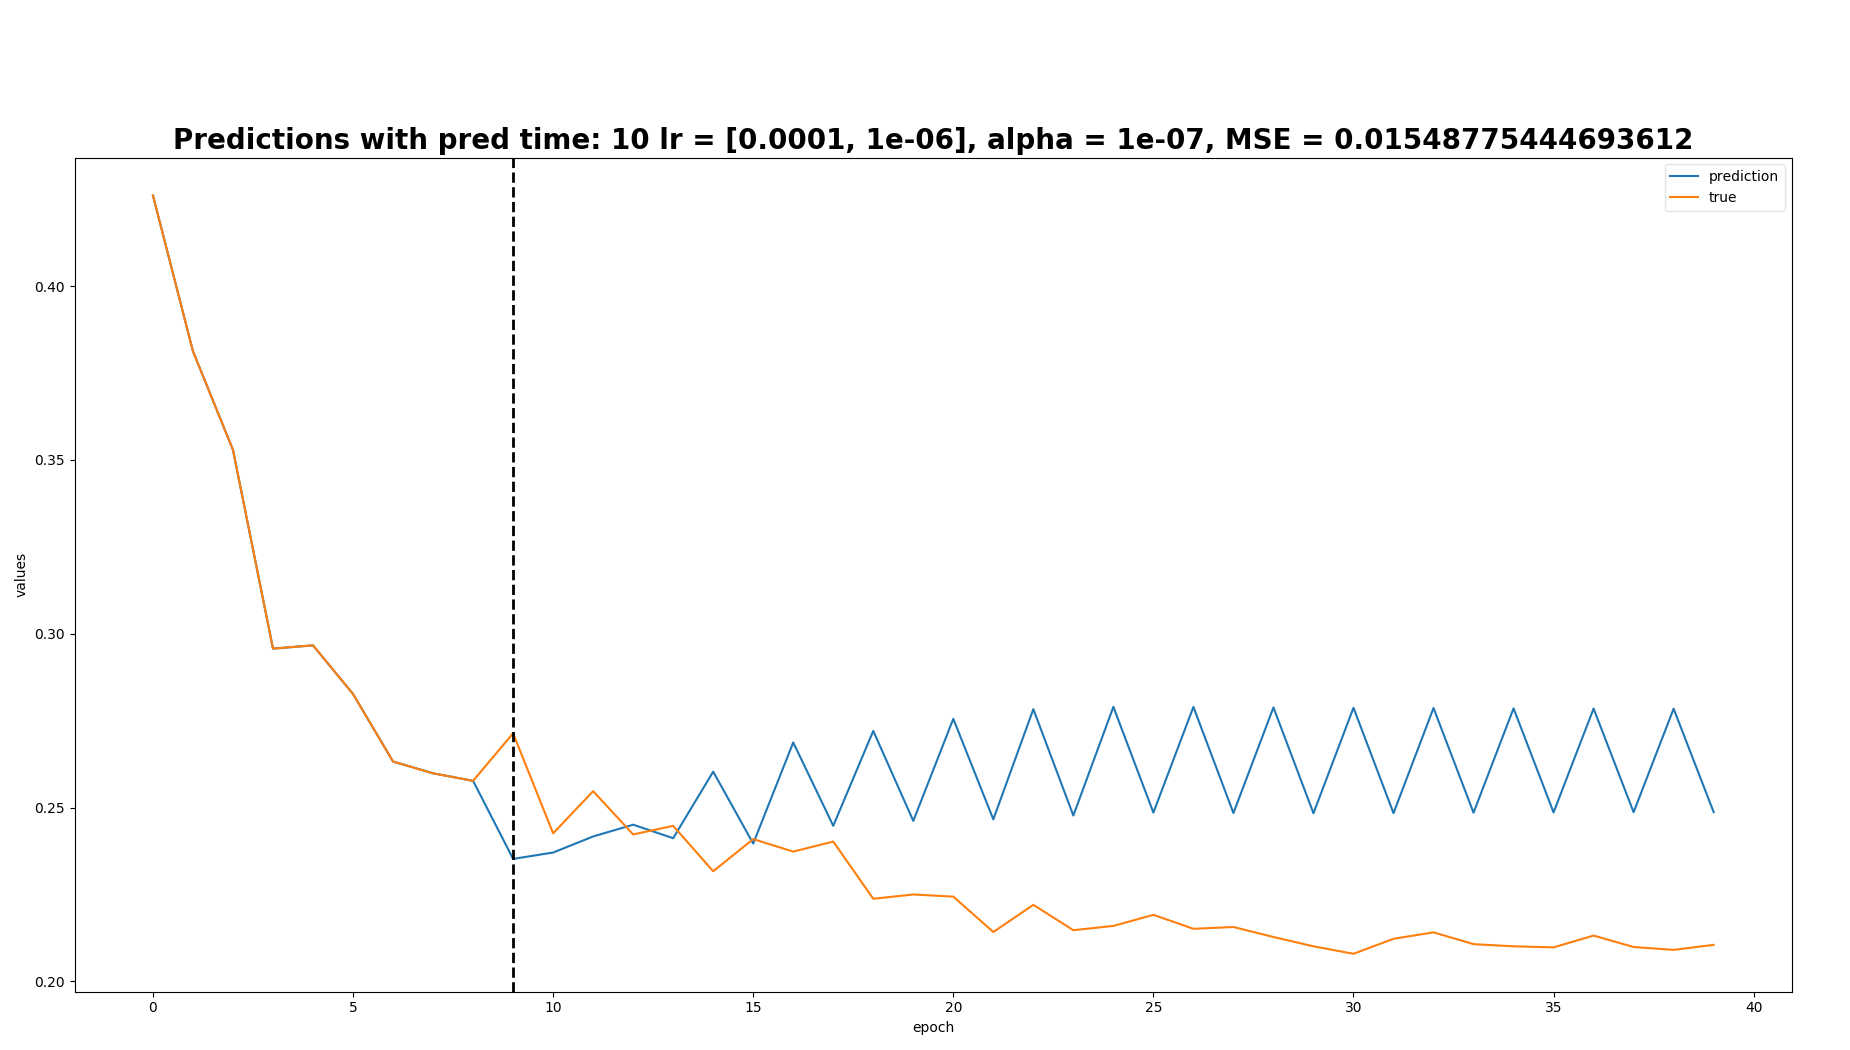 Predictions with pred time: 10 lr = [0.0001, 1e-06], alpha = 1e-07, MSE = 0.01548775444693612
prediction
true
0.40
0.35
0.30
0.25
0.20
values
0 5 10 15 20 25 30 35 40
epoch